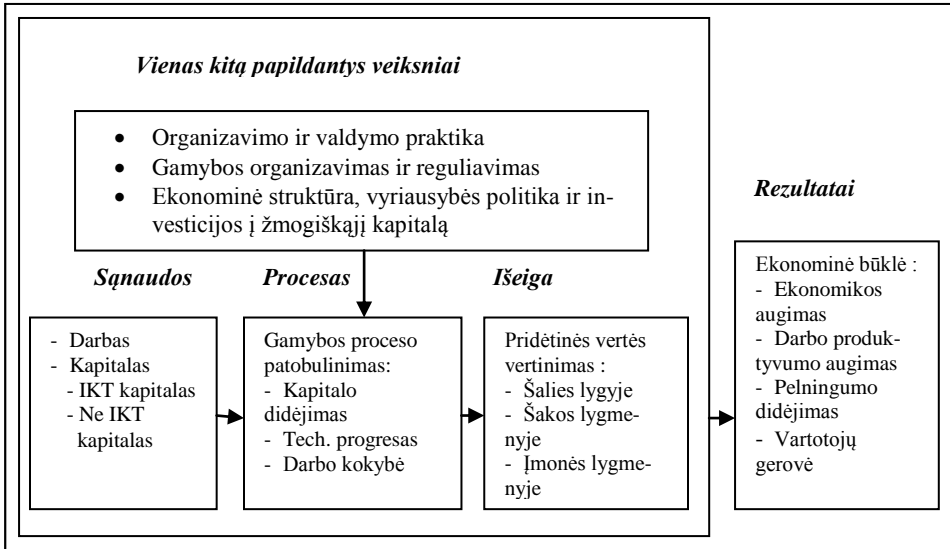 Vienas kitą papildantys veiksniai
• Organizavimo ir valdymo praktika
• Gamybos organizavimas ir reguliavimas
• Ekonominė struktūra, vyriausybės politika ir in-
vesticijos į žmogiškąjį kapitalą
Sąnaudos
Procesas
Išeiga
Rezultatai
- Darbas
- Kapitalas
- IKT kapitalas
- Ne IKT
kapitalas
Gamybos proceso
patobulinimas:
- Kapitalo
didėjimas
- Tech. progresas
- Darbo kokybė
Pridėtinės vertės
vertinimas :
- Šalies lygyje
- Šakos lygme-
nyje
- Įmonės lygme-
nyje
Ekonominė būklė :
- Ekonomikos
augimas
- Darbo produk-
tyvumo augimas
- Pelningumo
didėjimas
- Vartotojų
gerovė